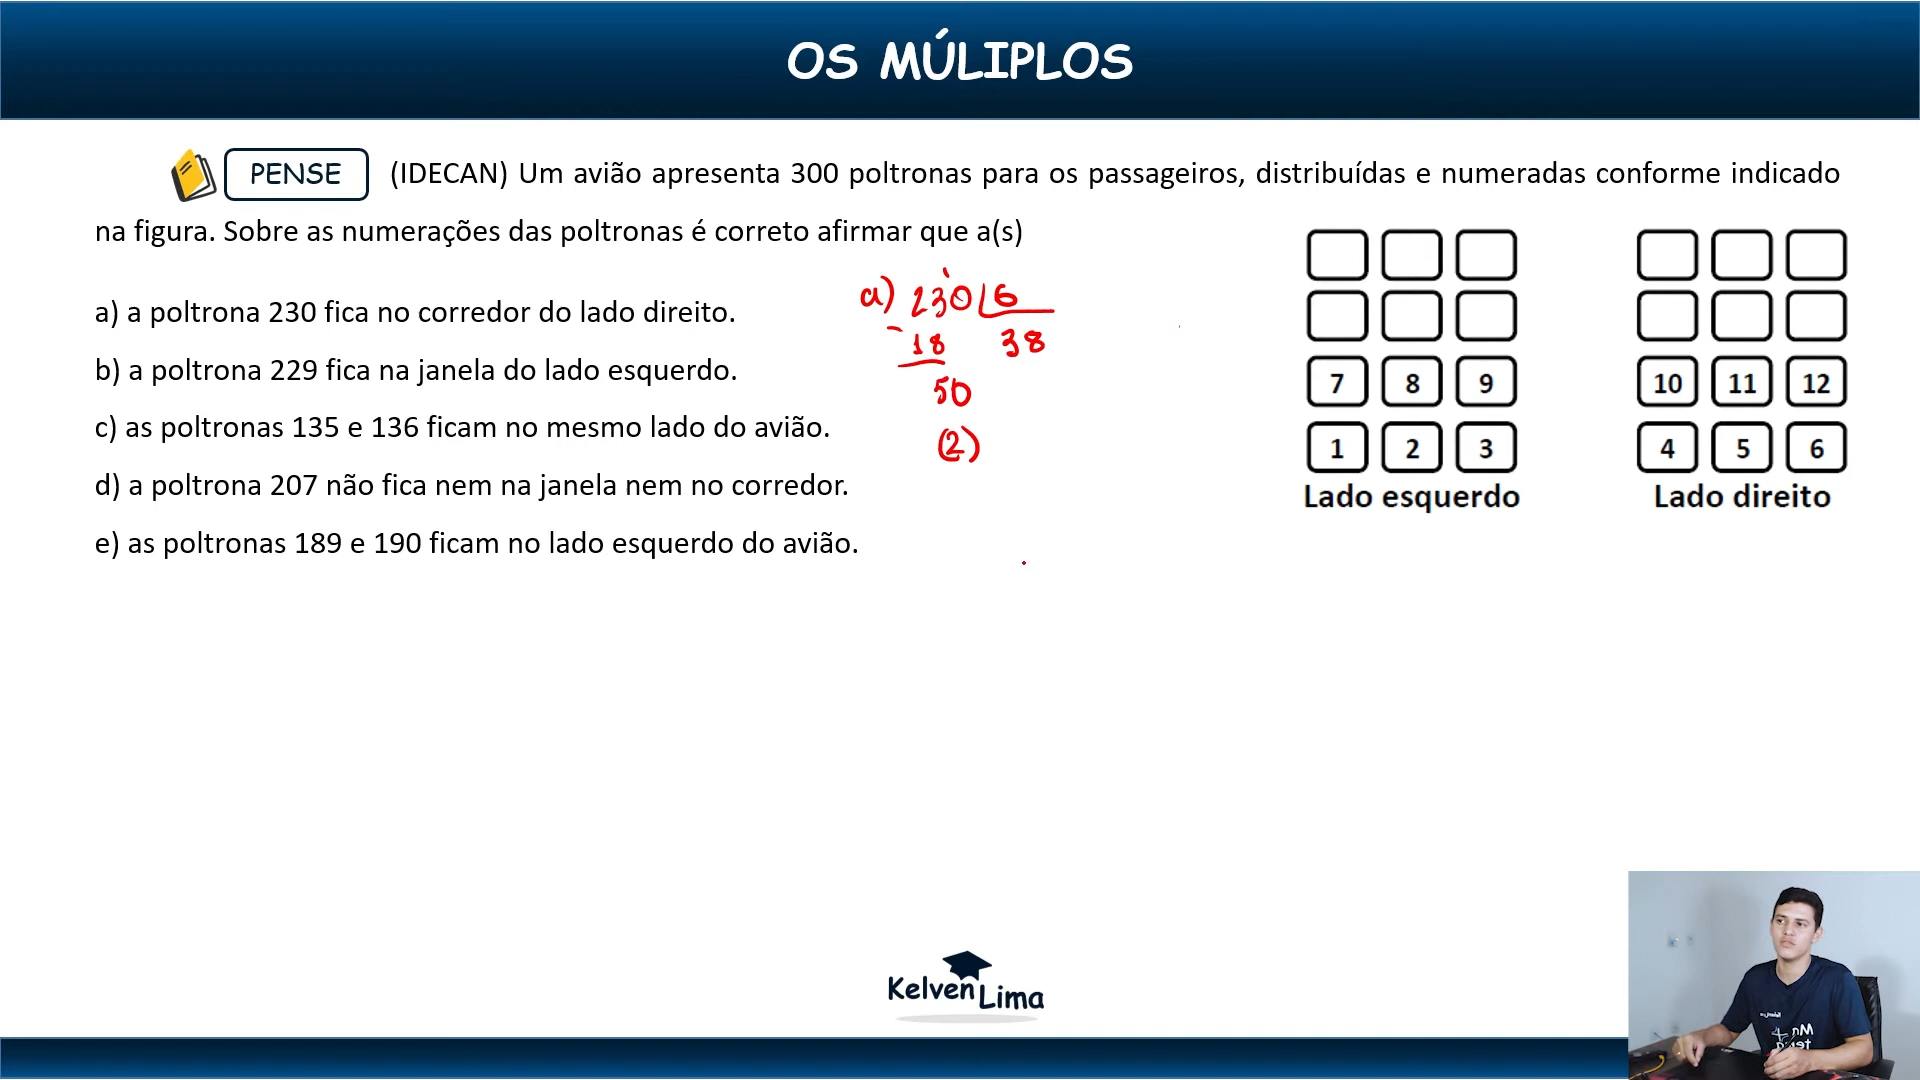 OS MÚLIPLOS
PENSE (IDECAN) Um avião apresenta 300 poltronas para os passageiros, distribuídas e numeradas conforme indicado
na figura. Sobre as numerações das poltronas é correto afirmar que a(s)
a) a poltrona 230 fica no corredor do lado direito.
b) a poltrona 229 fica na janela do lado esquerdo.
c) as poltronas 135 e 136 ficam no mesmo lado do avião.
d) a poltrona 207 não fica nem na janela nem no corredor.
e) as poltronas 189 e 190 ficam no lado esquerdo do avião.
a) 230 6
- 18 38
50
(2)
7 8 9 10 11 12
1 2 3 4 5 6
Lado esquerdo Lado direito
Kelven Lima